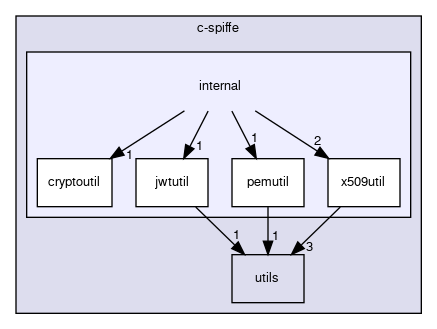 c-spiffe
internal
1 1 1 2
cryptoutil jwtutil pemutil x509util
1 1 3
utils